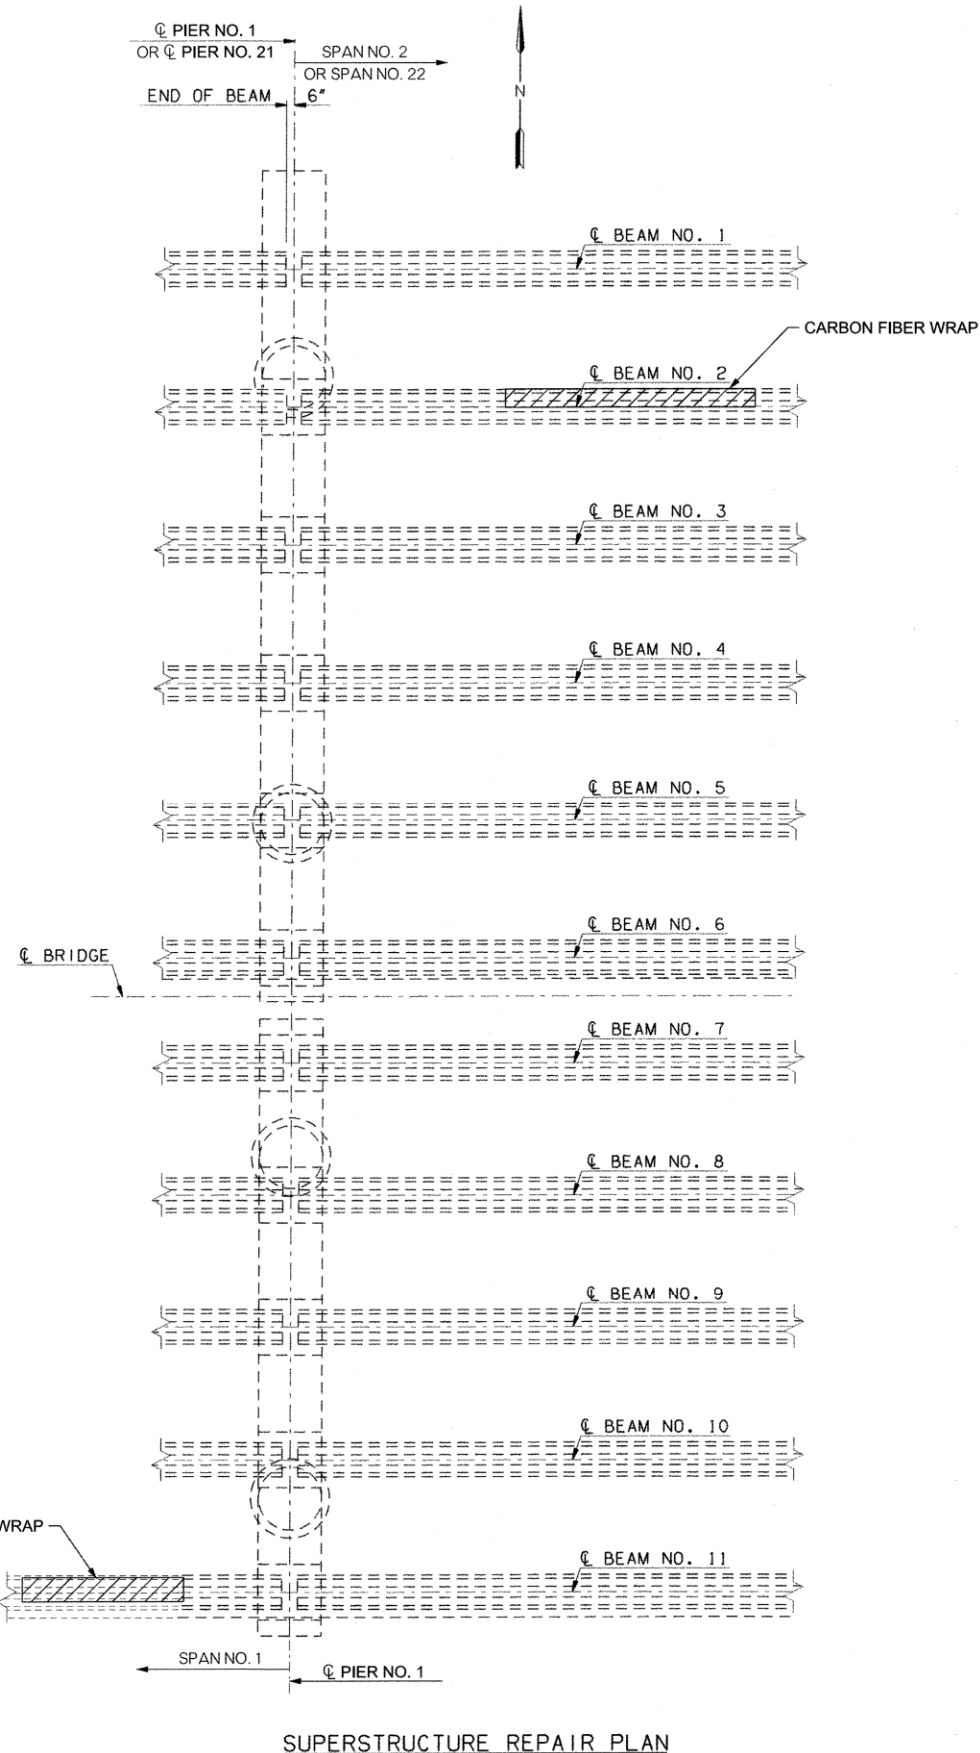 ℄ PIER NO. 1
OR ℄ PIER NO. 21
SPAN NO. 2
OR SPAN NO. 22
END OF BEAM
6"
N
℄ BEAM NO. 1
CARBON FIBER WRAP
℄ BEAM NO. 2
℄ BEAM NO. 3
℄ BEAM NO. 4
℄ BEAM NO. 5
℄ BEAM NO. 6
℄ BRIDGE
℄ BEAM NO. 7
℄ BEAM NO. 8
℄ BEAM NO. 9
℄ BEAM NO. 10
WRAP
℄ BEAM NO. 11
SPAN NO. 1
℄ PIER NO. 1
SUPERSTRUCTURE REPAIR PLAN